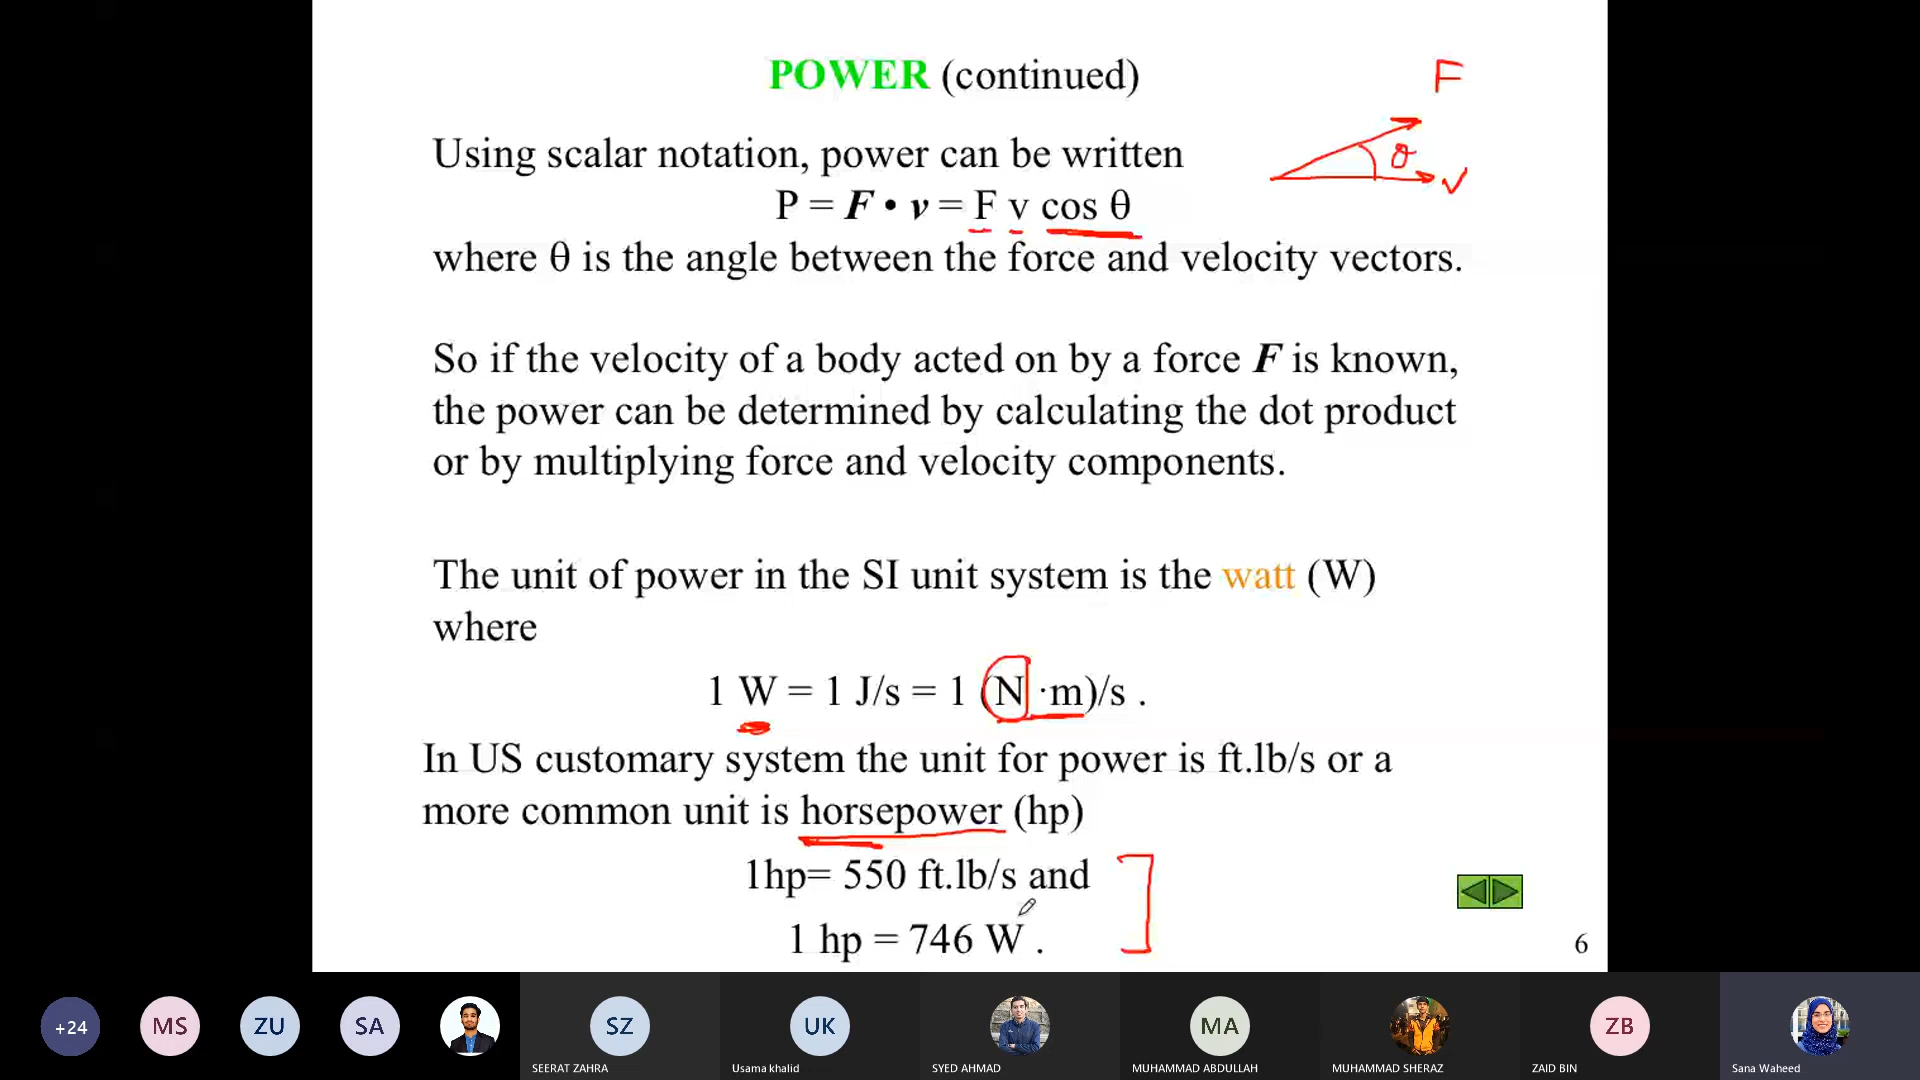 POWER (continued)
F
Using scalar notation, power can be written
θ
v
P = F • v = F v cos θ
where θ is the angle between the force and velocity vectors.
So if the velocity of a body acted on by a force F is known,
the power can be determined by calculating the dot product
or by multiplying force and velocity components.
The unit of power in the SI unit system is the watt (W)
where
1 W = 1 J/s = 1 (N ·m)/s .
In US customary system the unit for power is ft.lb/s or a
more common unit is horsepower (hp)
1hp= 550 ft.lb/s and
1 hp = 746 W .
6
+24
MS
ZU
SA
SZ
UK
MA
ZB
SEERAT ZAHRA
Usama khalid
SYED AHMAD
MUHAMMAD ABDULLAH
MUHAMMAD SHERAZ
ZAID BIN
Sana Waheed